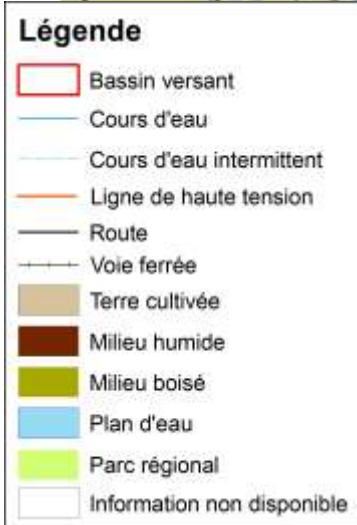 Légende
Bassin versant
Cours d'eau
Cours d'eau intermittent
Ligne de haute tension
Route
Voie ferrée
Terre cultivée
Milieu humide
Milieu boisé
Plan d'eau
Parc régional
Information non disponible